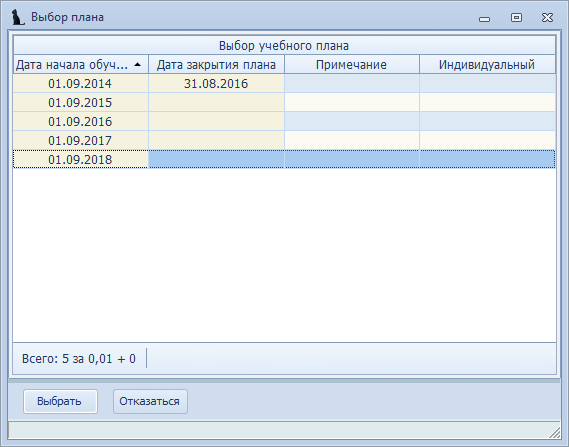 Выбор плана
Выбор учебного плана
Дата начала обуч... Дата закрытия плана Примечание Индивидуальный
01.09.2014 31.08.2016
01.09.2015
01.09.2016
01.09.2017
01.09.2018
Всего: 5 за 0,01 + 0
Выбрать Отказаться